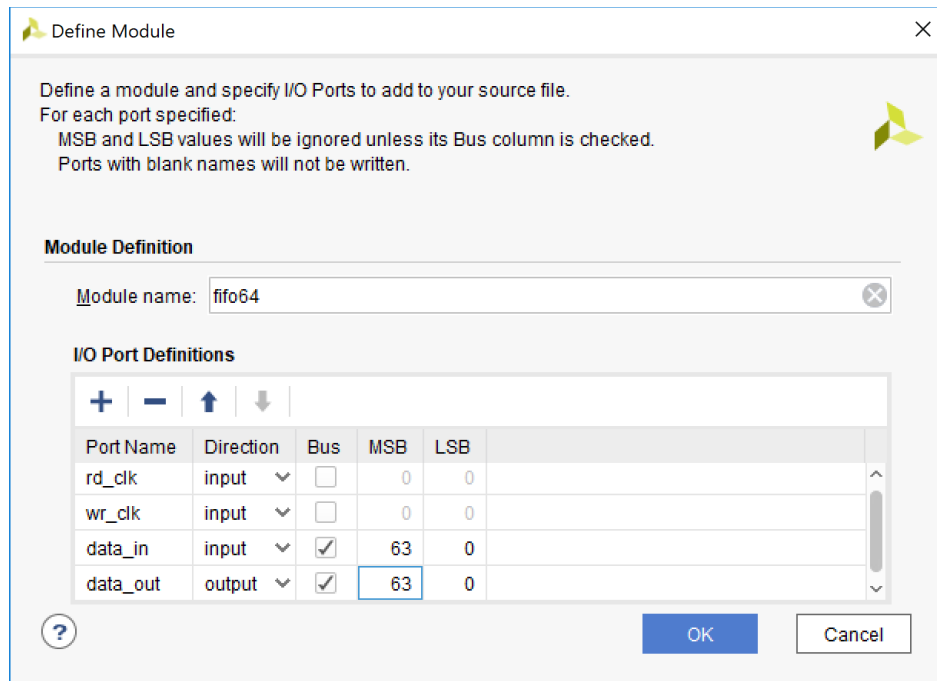 Define Module
Define a module and specify I/O Ports to add to your source file.
For each port specified:
MSB and LSB values will be ignored unless its Bus column is checked.
Ports with blank names will not be written.
Module Definition
Module name: fifo64
I/O Port Definitions
Port Name Direction Bus MSB LSB
rd_clk input 0 0
wr_clk input 0 0
data_in input 63 0
data_out output 63 0
? OK Cancel